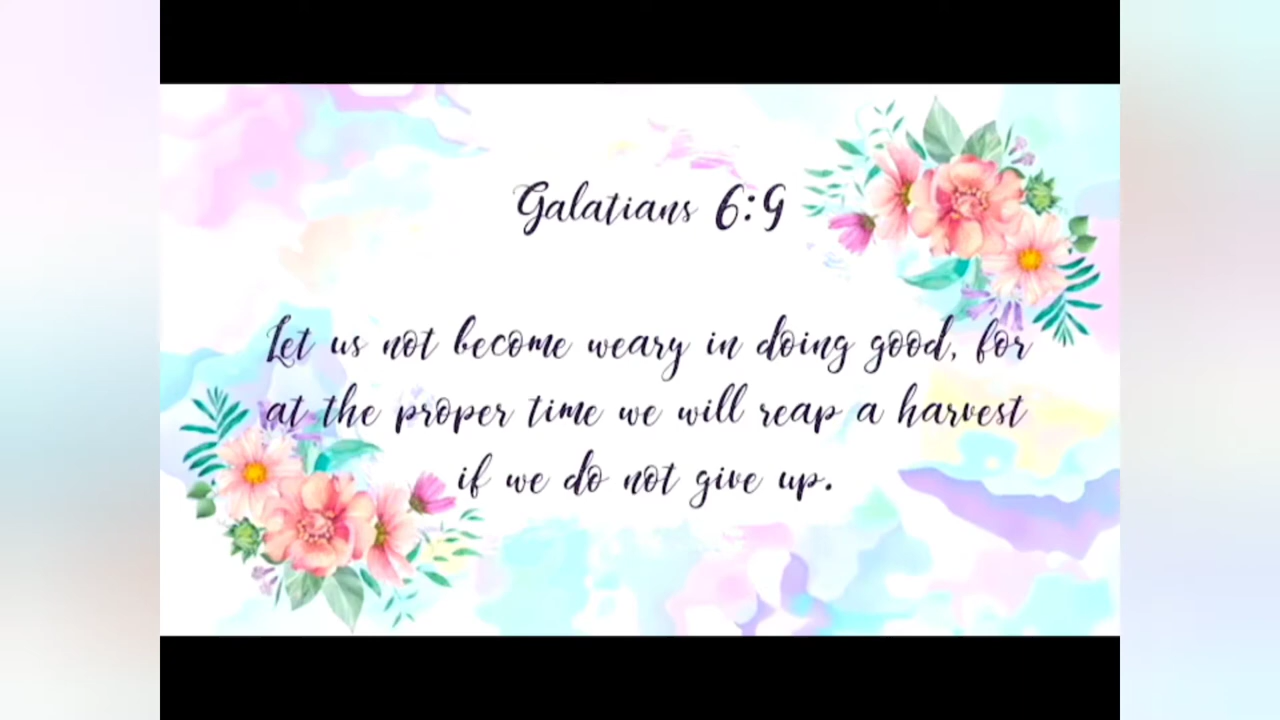 Galatians 6:9
Let us not become weary in doing good, for
at the proper time we will reap a harvest
if we do not give up.